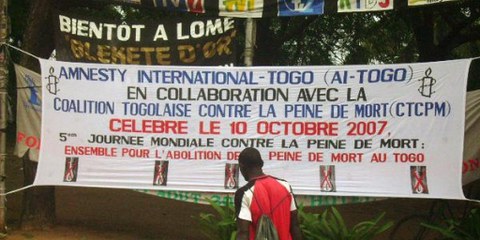 BIENTÔT A LOME
BLEKETE D'OR
AMNESTY INTERNATIONAL-TOGO (AI-TOGO)
EN COLLABORATION AVEC LA
COALITION TOGOLAISE CONTRE LA PEINE DE MORT(CTCPM)
CELEBRE LE 10 OCTOBRE 2007,
5ème JOURNEE MONDIALE CONTRE LA PEINE DE MORT:
ENSEMBLE POUR L'ABOLITION DE PEINE DE MORT AU TOGO